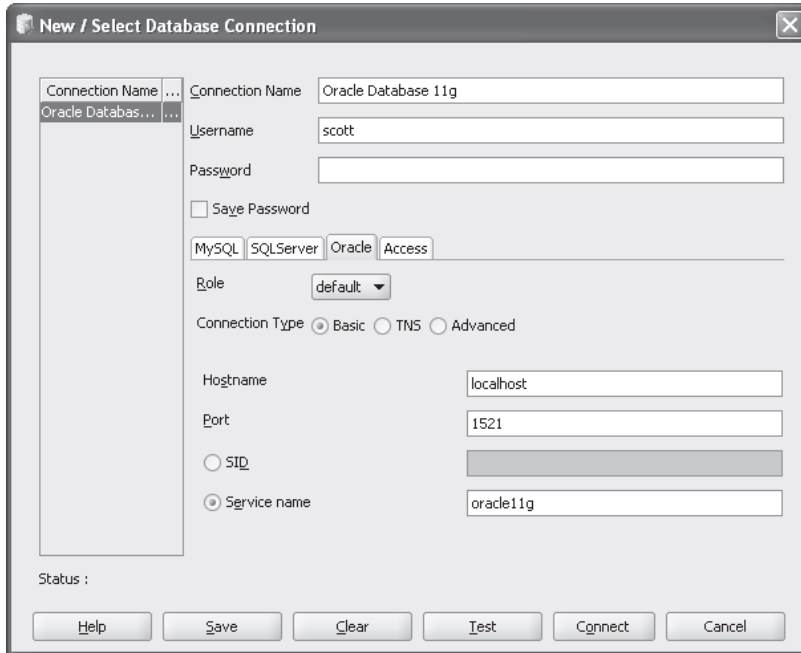 New / Select Database Connection
Connection Name ...
Oracle Databas... ...
Connection Name Oracle Database 11g
Username scott
Password
Save Password
MySQL SQLServer Oracle Access
Role default
Connection Type Basic TNS Advanced
Hostname localhost
Port 1521
SID
Service name oracle11g
Status :
Help Save Clear Test Connect Cancel